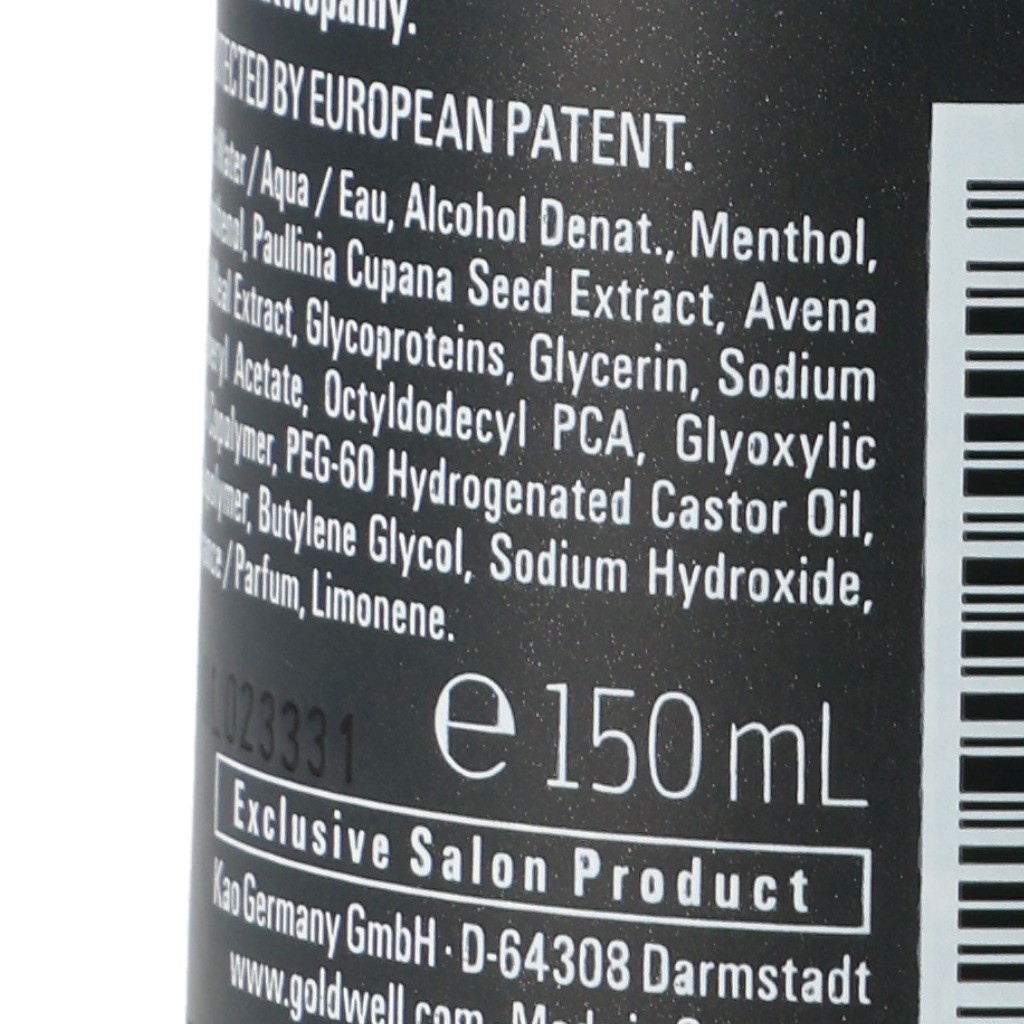 BY EUROPEAN PATENT.
/ Aqua / Eau, Alcohol Denat., Menthol,
Paullinia Cupana Seed Extract, Avena
Extract, Glycoproteins, Glycerin, Sodium
Acetate, Octyldodecyl PCA, Glyoxylic
PEG-60 Hydrogenated Castor Oil,
Butylene Glycol, Sodium Hydroxide,
/ Parfum, Limonene.
023331
e 150 mL
Exclusive Salon Product
Kao Germany GmbH · D-64308 Darmstadt
www.goldwell.com